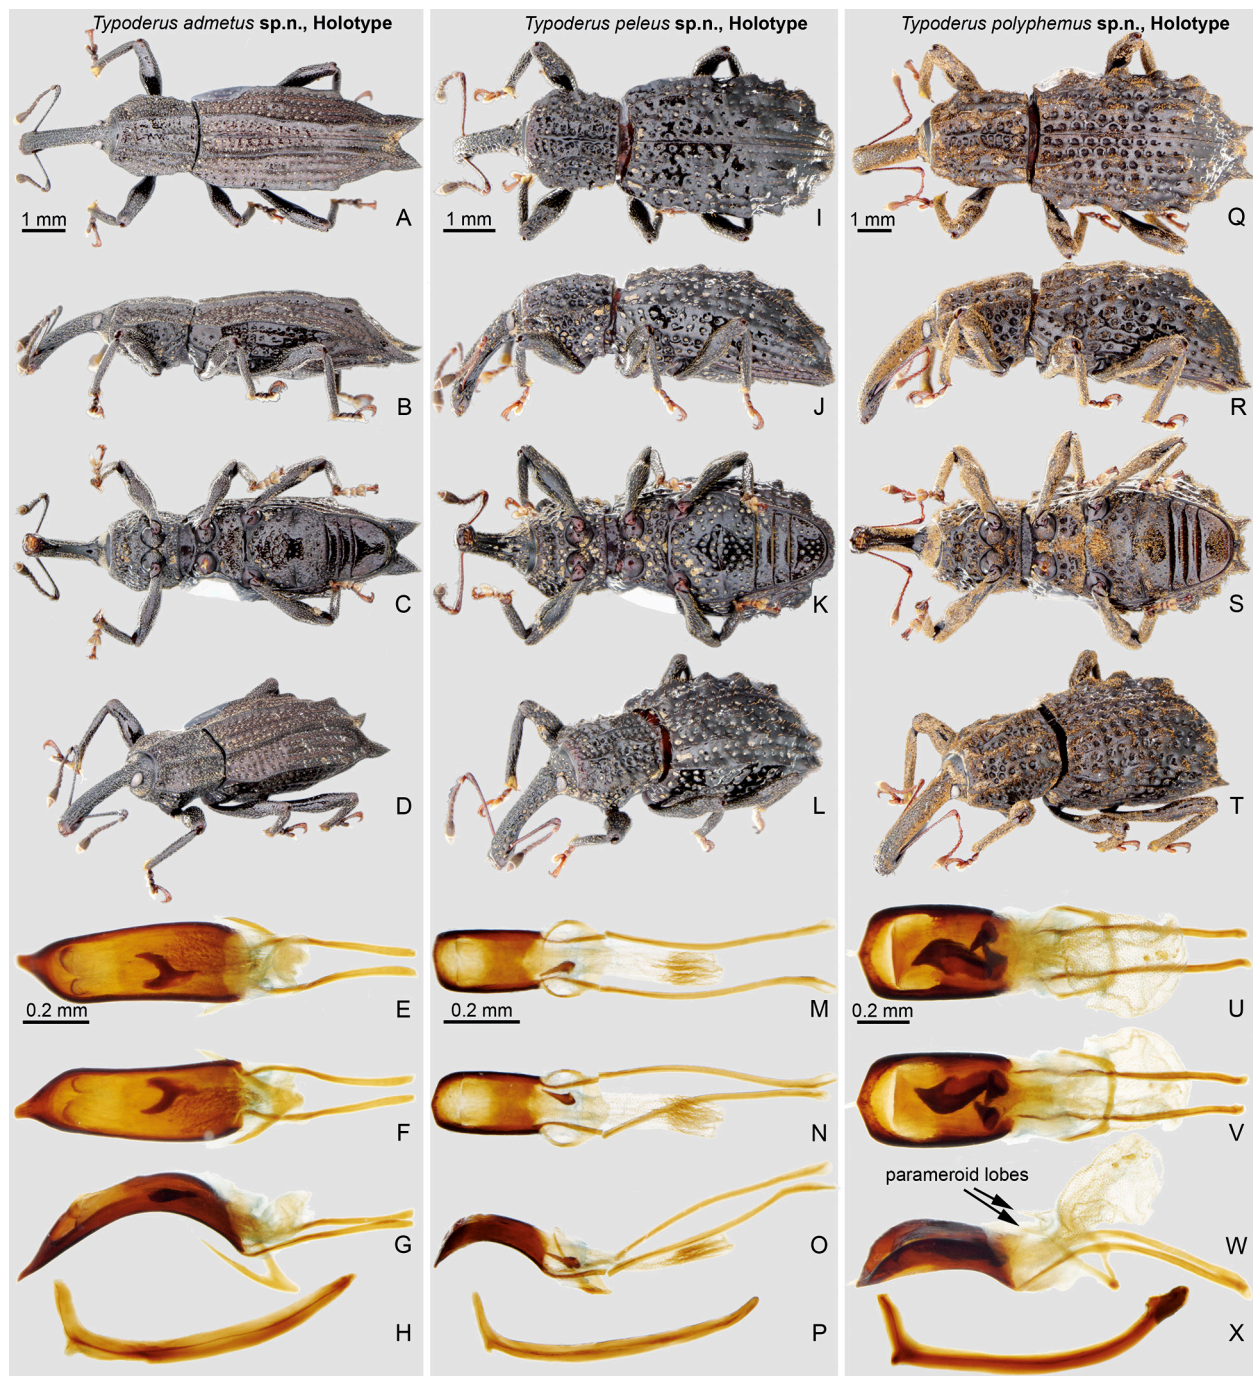 Typoderus admetus sp.n., Holotype
Typoderus peleus sp.n., Holotype
Typoderus polyphemus sp.n., Holotype
1 mm
A
1 mm
I
1 mm
Q
B
J
R
C
K
S
D
L
T
0.2 mm
E
0.2 mm
M
0.2 mm
U
F
N
V
parameroid lobes
G
O
W
H
P
X